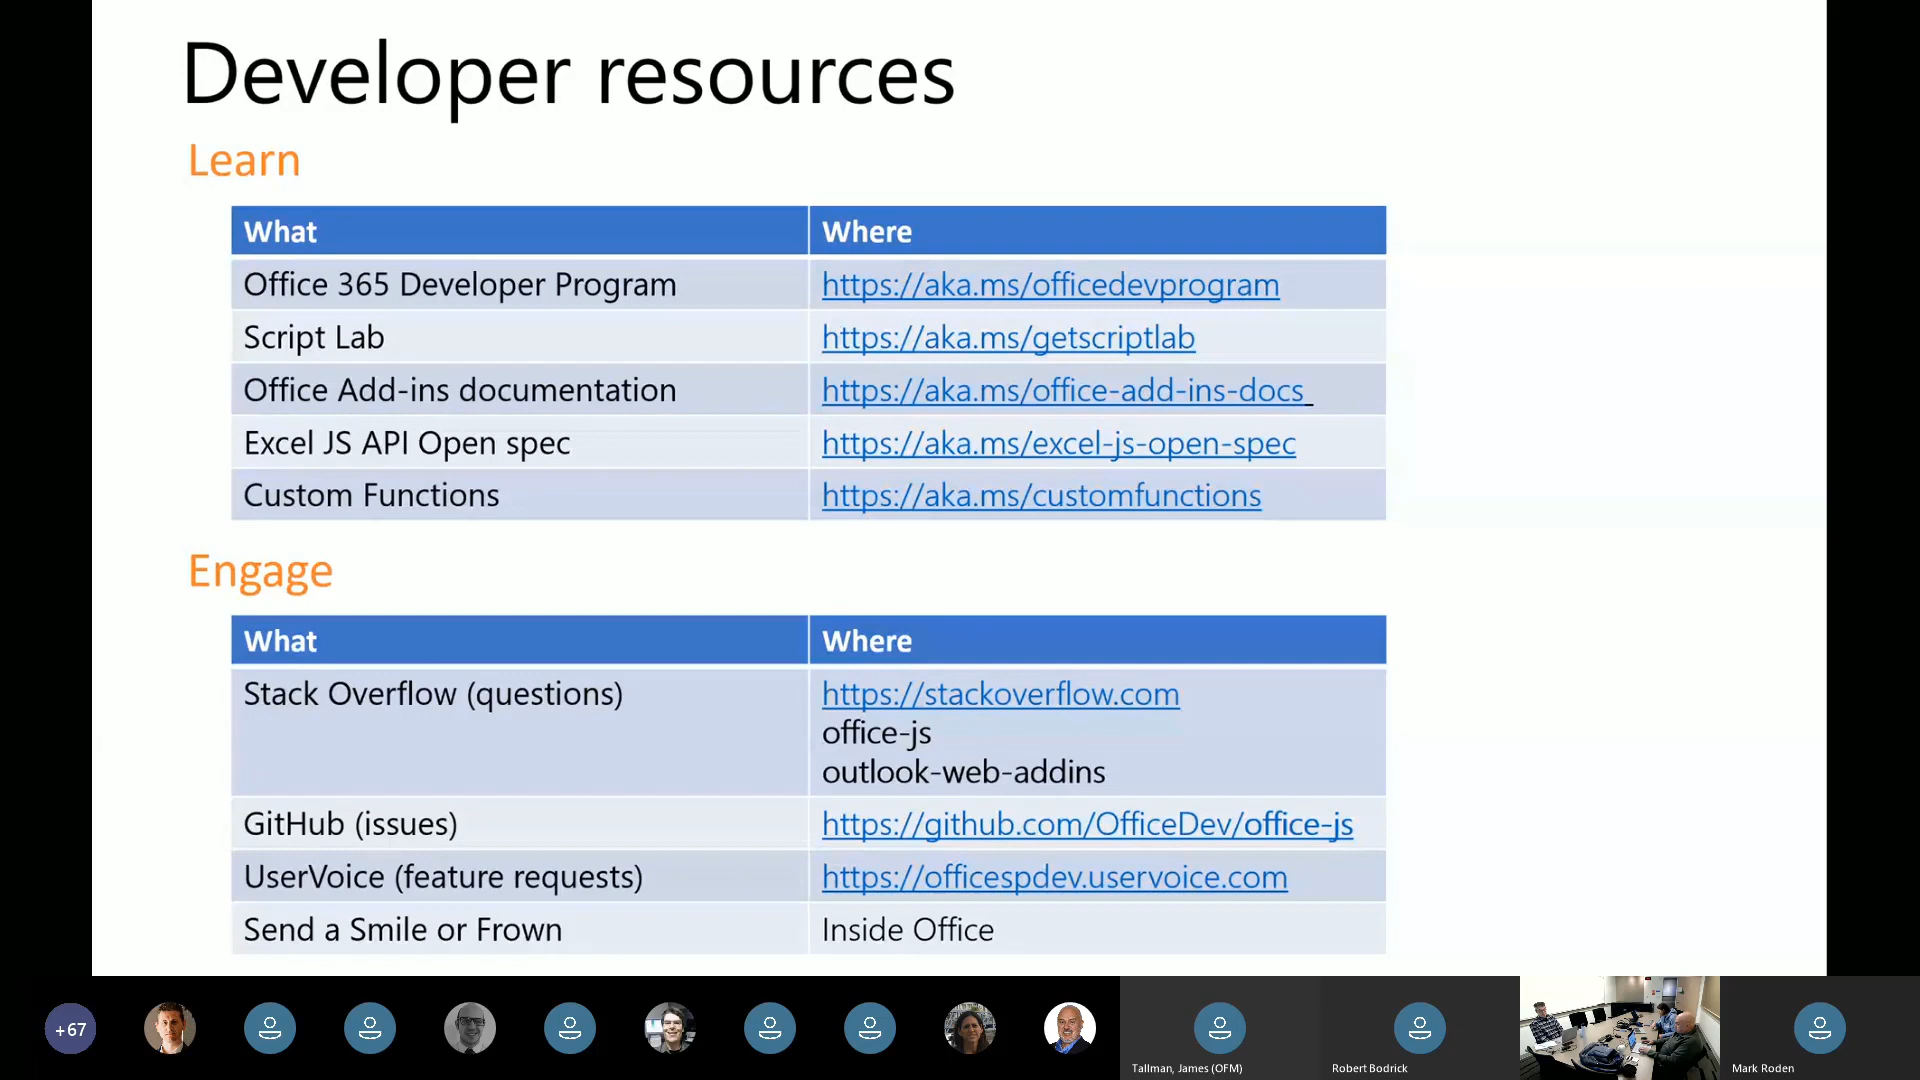 Developer resources
Learn
What Where
Office 365 Developer Program https://aka.ms/officedevprogram
Script Lab https://aka.ms/getscriptlab
Office Add-ins documentation https://aka.ms/office-add-ins-docs
Excel JS API Open spec https://aka.ms/excel-js-open-spec
Custom Functions https://aka.ms/customfunctions
Engage
What Where
Stack Overflow (questions) https://stackoverflow.com
office-js
outlook-web-addins
GitHub (issues) https://github.com/OfficeDev/office-js
UserVoice (feature requests) https://officespdev.uservoice.com
Send a Smile or Frown Inside Office
+67
Tallman, James (OFM) Robert Bodrick Mark Roden